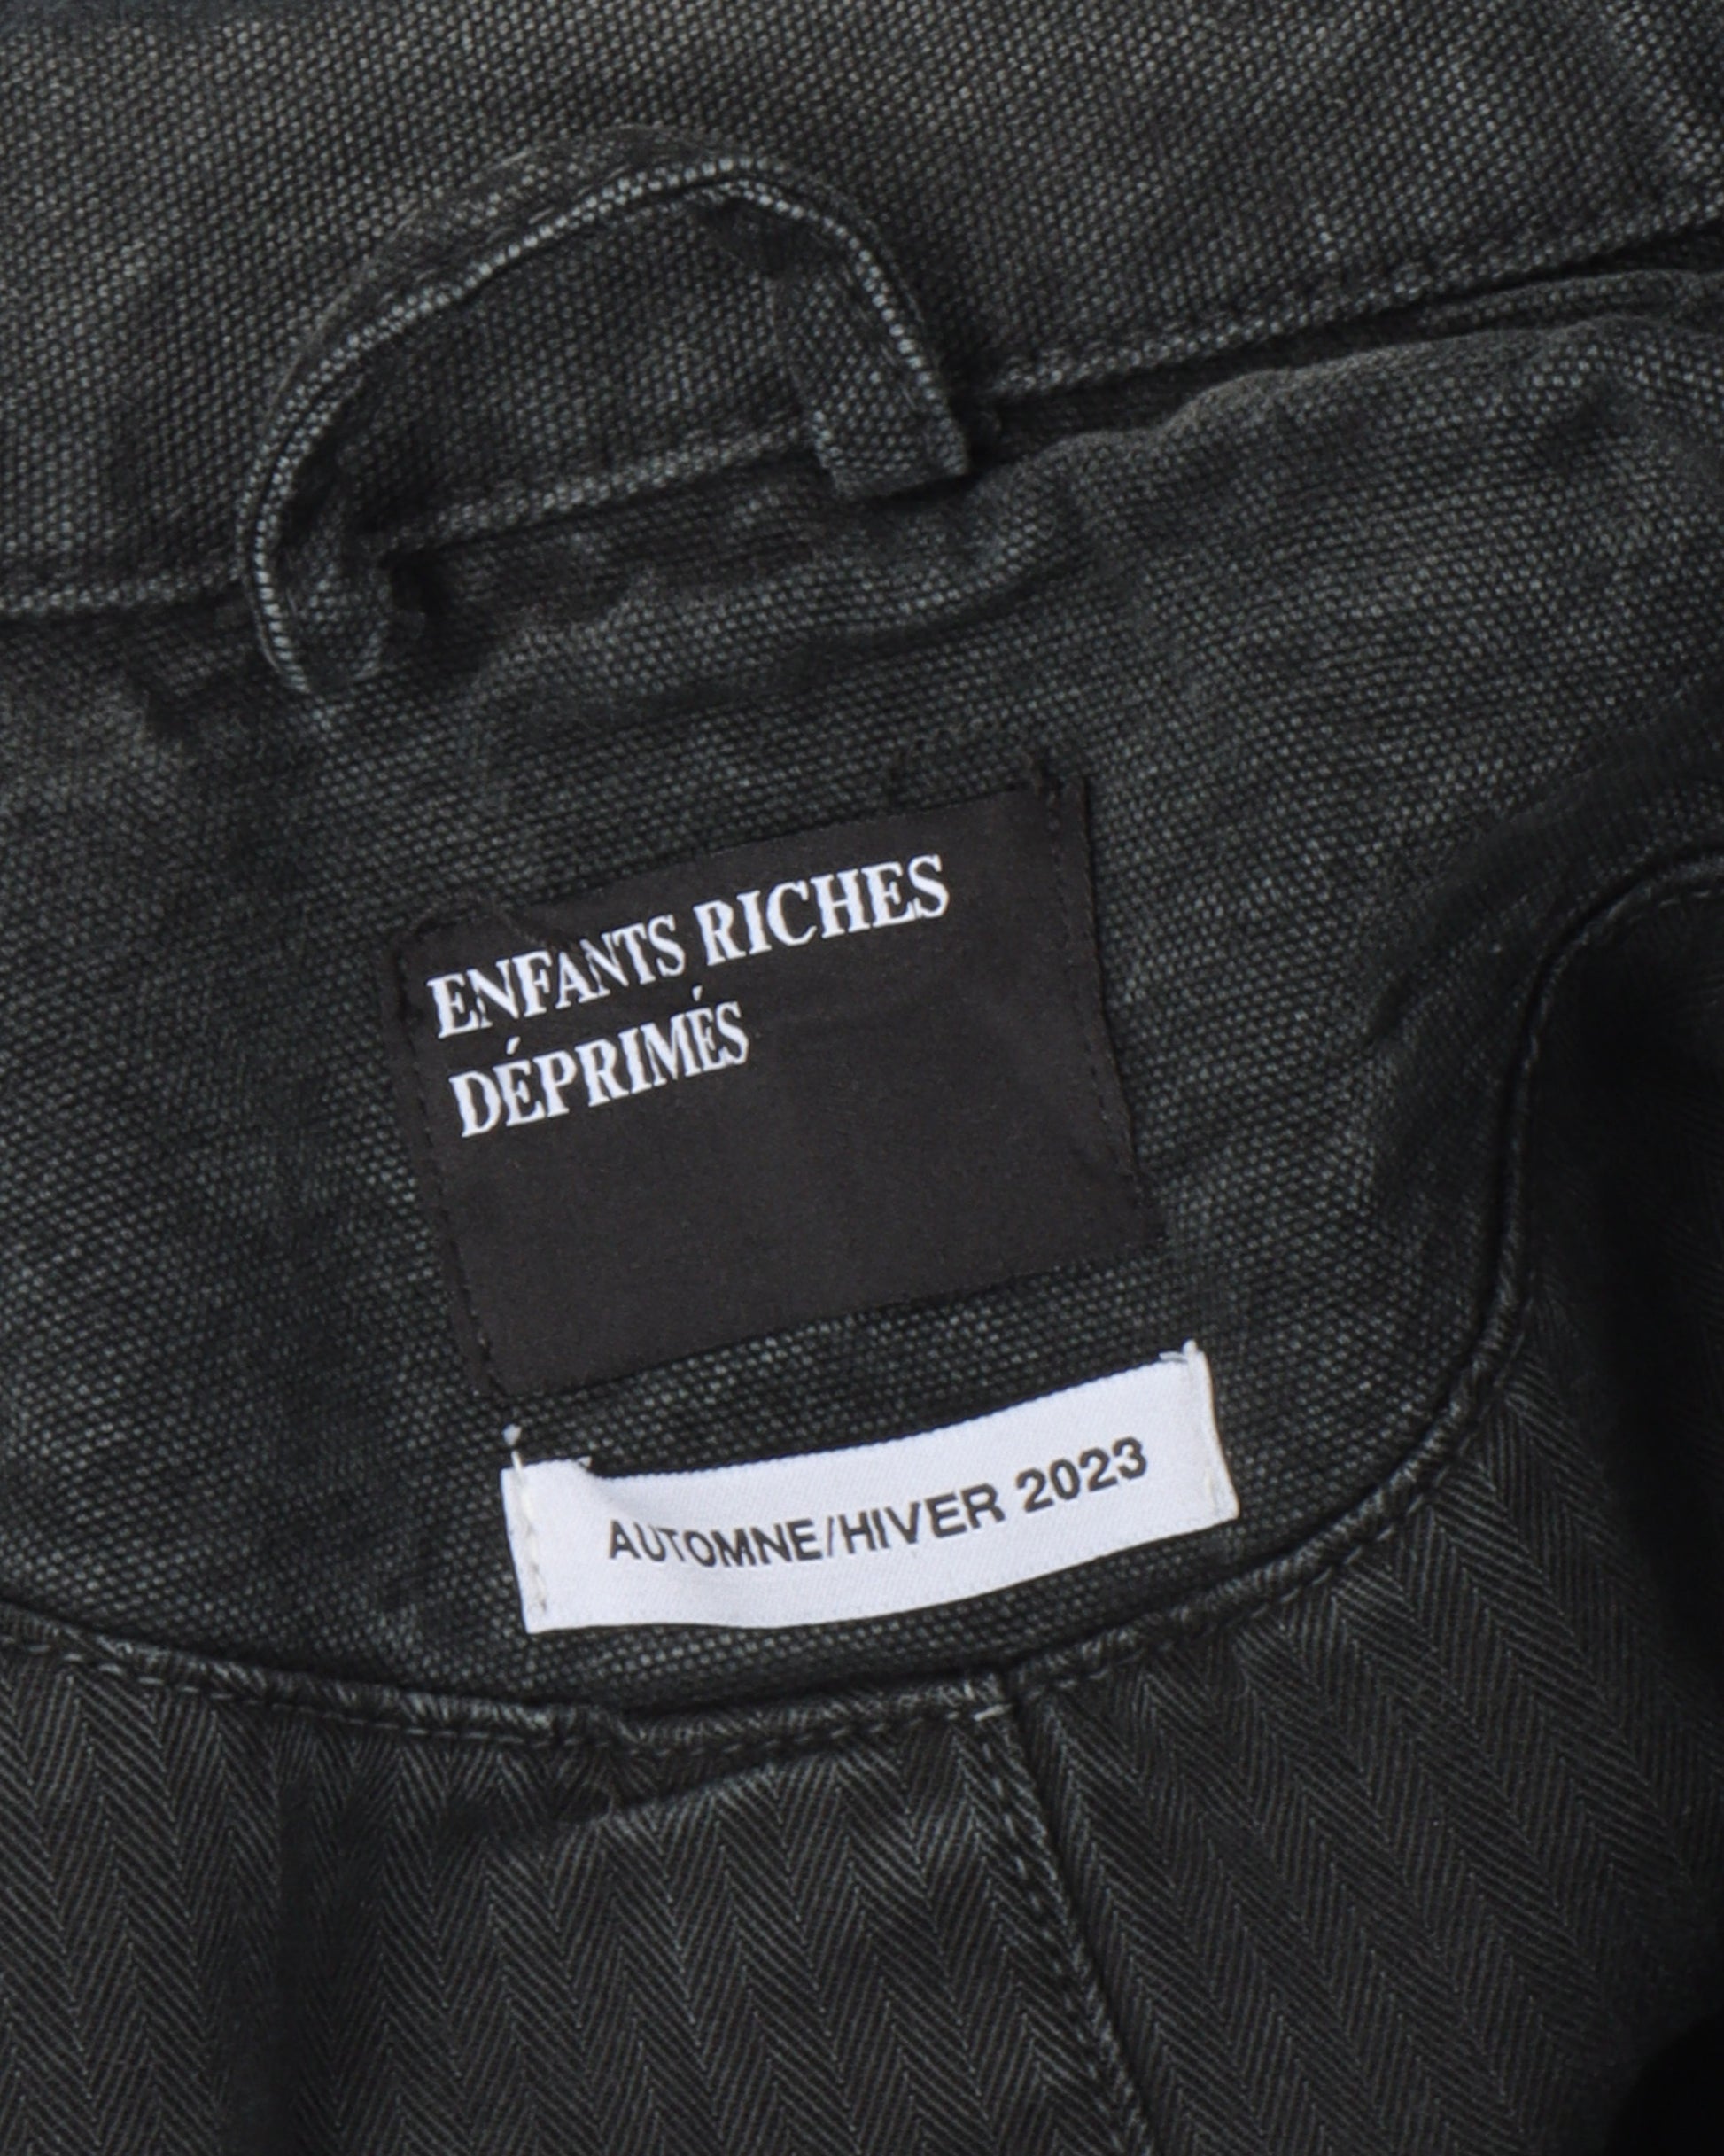 ENFANTS RICHES
DÉPRIMÉS
AUTOMNE/HIVER 2023